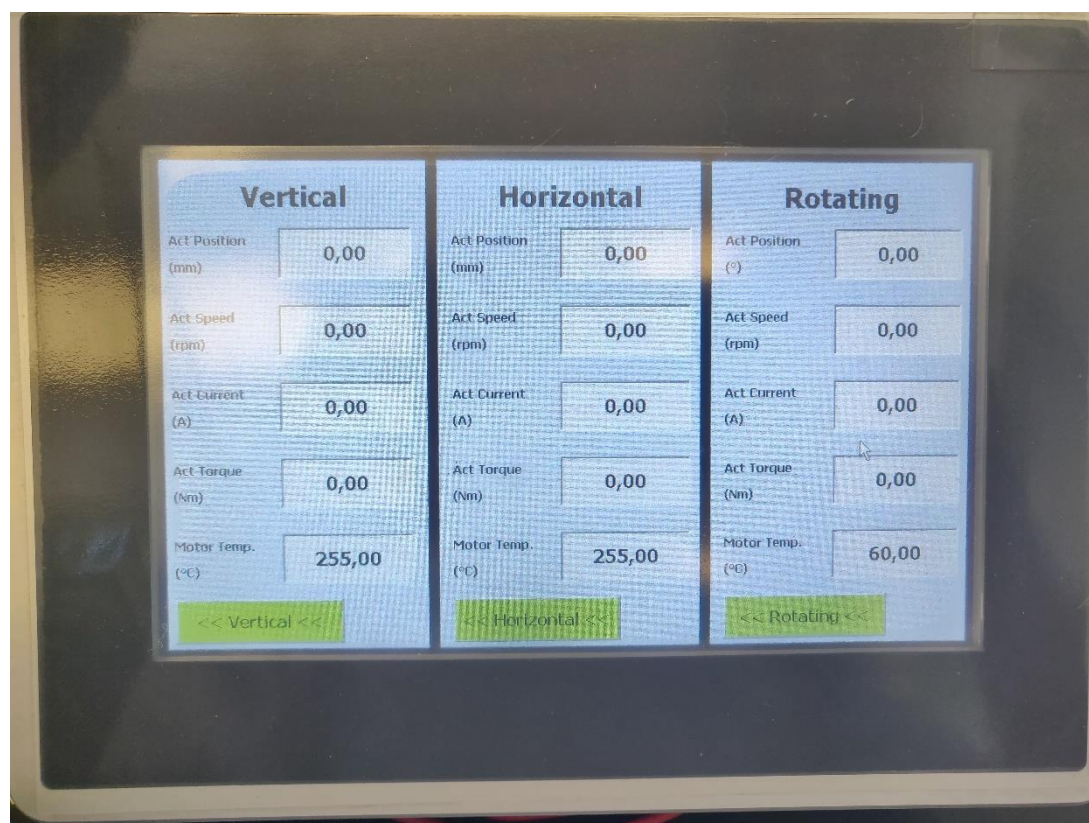 Vertical
Act Position
(mm)
0,00
Act Speed
(rpm)
0,00
Act Current
(A)
0,00
Act Torque
(Nm)
0,00
Motor Temp.
(°C)
255,00
<< Vertical <<
Horizontal
Act Position
(mm)
0,00
Act Speed
(rpm)
0,00
Act Current
(A)
0,00
Act Torque
(Nm)
0,00
Motor Temp.
(°C)
255,00
<< Horizontal <<
Rotating
Act Position
(°)
0,00
Act Speed
(rpm)
0,00
Act Current
(A)
0,00
Act Torque
(Nm)
0,00
Motor Temp.
(°C)
60,00
<< Rotating <<